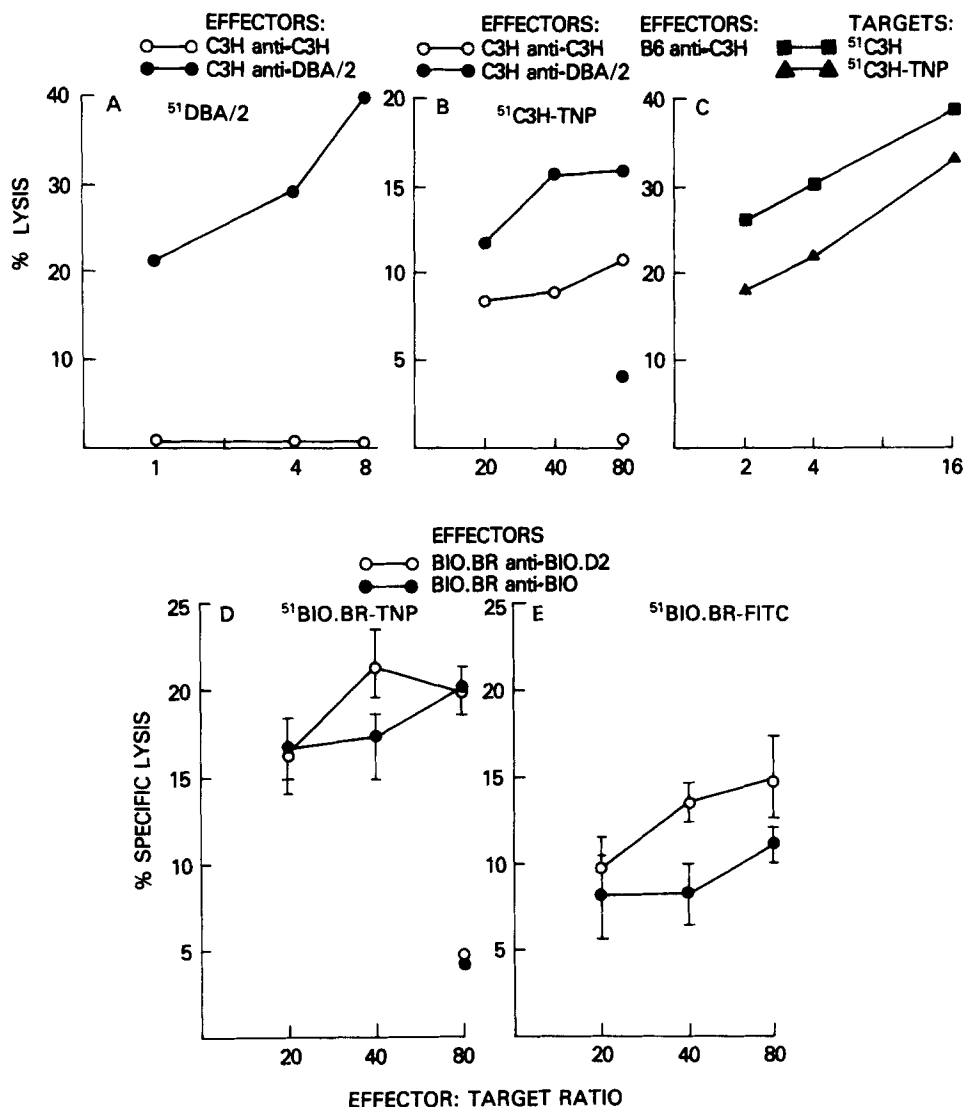 EFFECTORS:
C3H anti-C3H
C3H anti-DBA/2
EFFECTORS:
C3H anti-C3H
C3H anti-DBA/2
EFFECTORS:
B6 anti-C3H
TARGETS:
51C3H
51C3H-TNP
% LYSIS
A
51DBA/2
40
30
20
10
1
4
8
B
51C3H-TNP
20
15
10
5
20
40
80
C
40
30
20
10
2
4
16
EFFECTORS
BIO.BR anti-BIO.D2
BIO.BR anti-BIO
% SPECIFIC LYSIS
D
51BIO.BR-TNP
25
20
15
10
5
20
40
80
E
51BIO.BR-FITC
25
20
15
10
5
20
40
80
EFFECTOR: TARGET RATIO